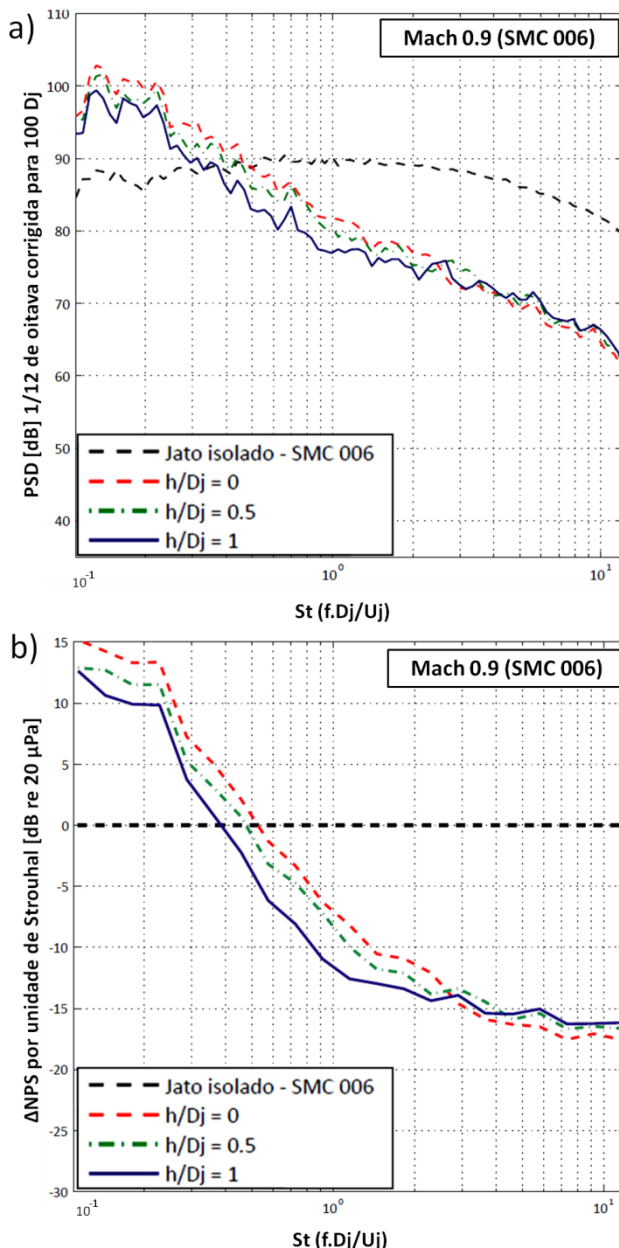 a)
Mach 0.9 (SMC 006)
PSD [dB] 1/12 de oitava corrigida para 100 Dj
110
100
90
80
70
60
50
40
Jato isolado - SMC 006
h/Dj = 0
h/Dj = 0.5
h/Dj = 1
10⁻¹
10⁰
10¹
St (f.Dj/Uj)
b)
Mach 0.9 (SMC 006)
ΔNPS por unidade de Strouhal [dB re 20 µPa]
15
10
5
0
-5
-10
-15
-20
-25
-30
Jato isolado - SMC 006
h/Dj = 0
h/Dj = 0.5
h/Dj = 1
10⁻¹
10⁰
10¹
St (f.Dj/Uj)